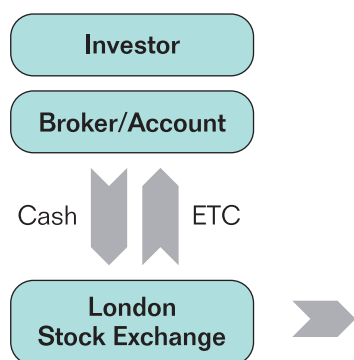 Investor
Broker/Account
Cash
ETC
London
Stock Exchange